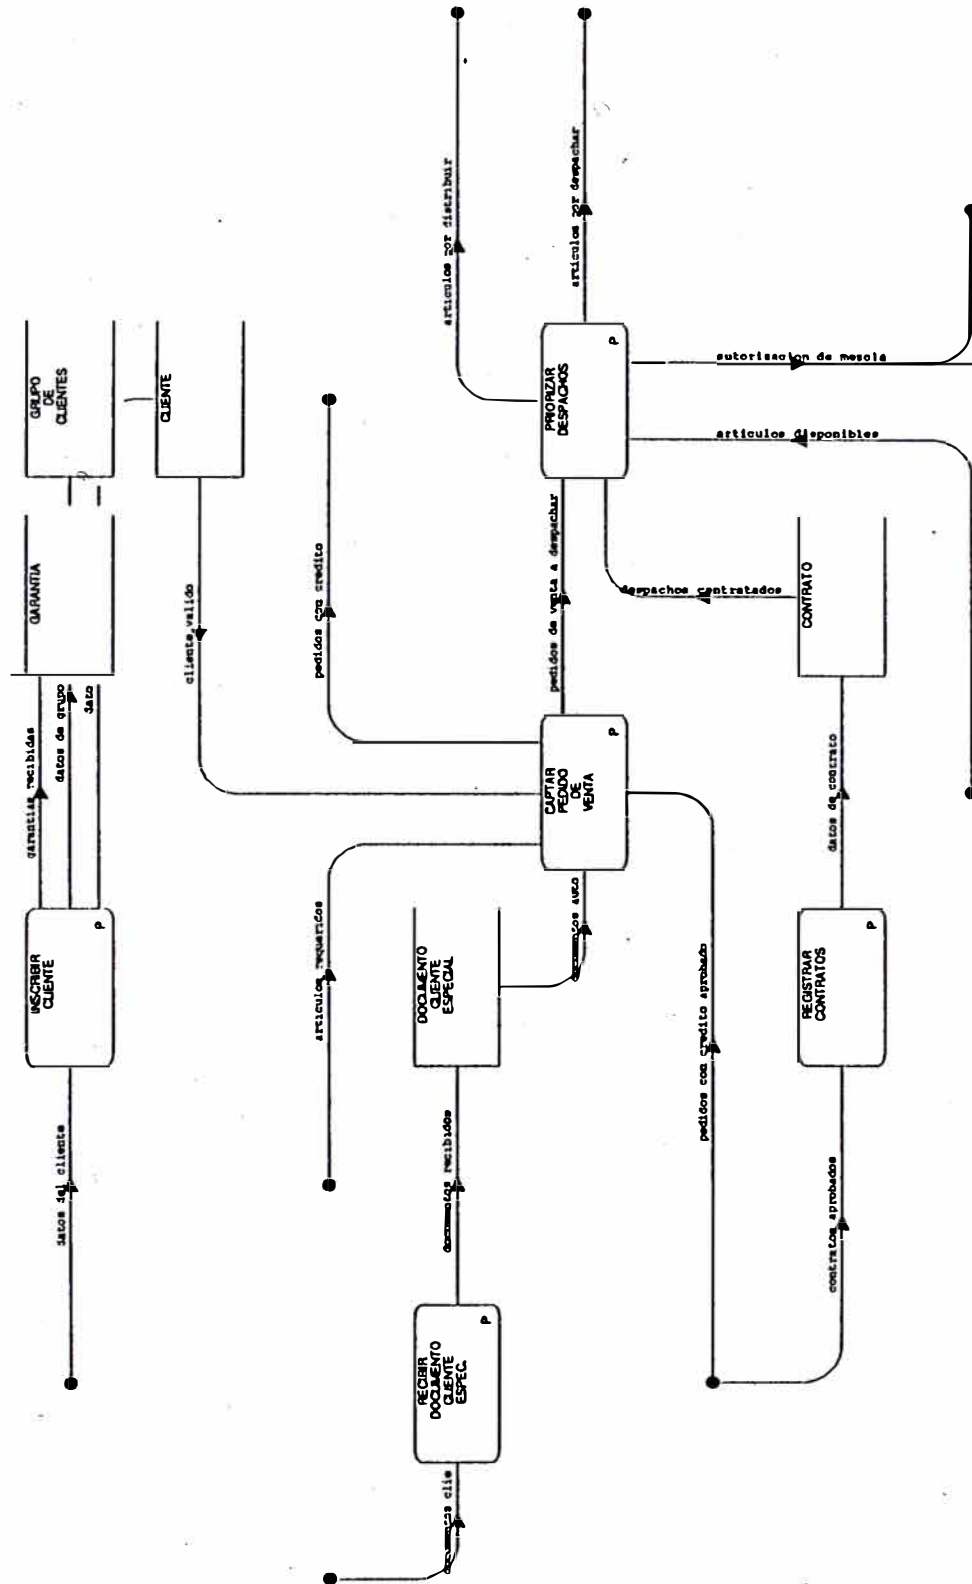 INSCRIBIR
CLIENTE
P
datos del cliente
garantias recibidas
datos de grupo
dato
GARANTIA
GRUPO
DE
CLIENTES
CLIENTE
cliente valido
pedidos con credito
articulos requeridos
RECIBIR
DOCUMENTO
CLIENTE
ESPEC.
P
clie
documentos recibidos
DOCUMENTO
CLIENTE
ESPECIAL
auto
CAPTAR
PEDIDO
DE
VENTA
P
pedidos de venta a despachar
pedidos con credito aprobado
PRIORIZAR
DESPACHOS
P
articulos por distribuir
articulos por despachar
autorizacion de mezcla
articulos disponibles
despachos contratados
CONTRATO
datos de contrato
REGISTRAR
CONTRATOS
P
contratos aprobados